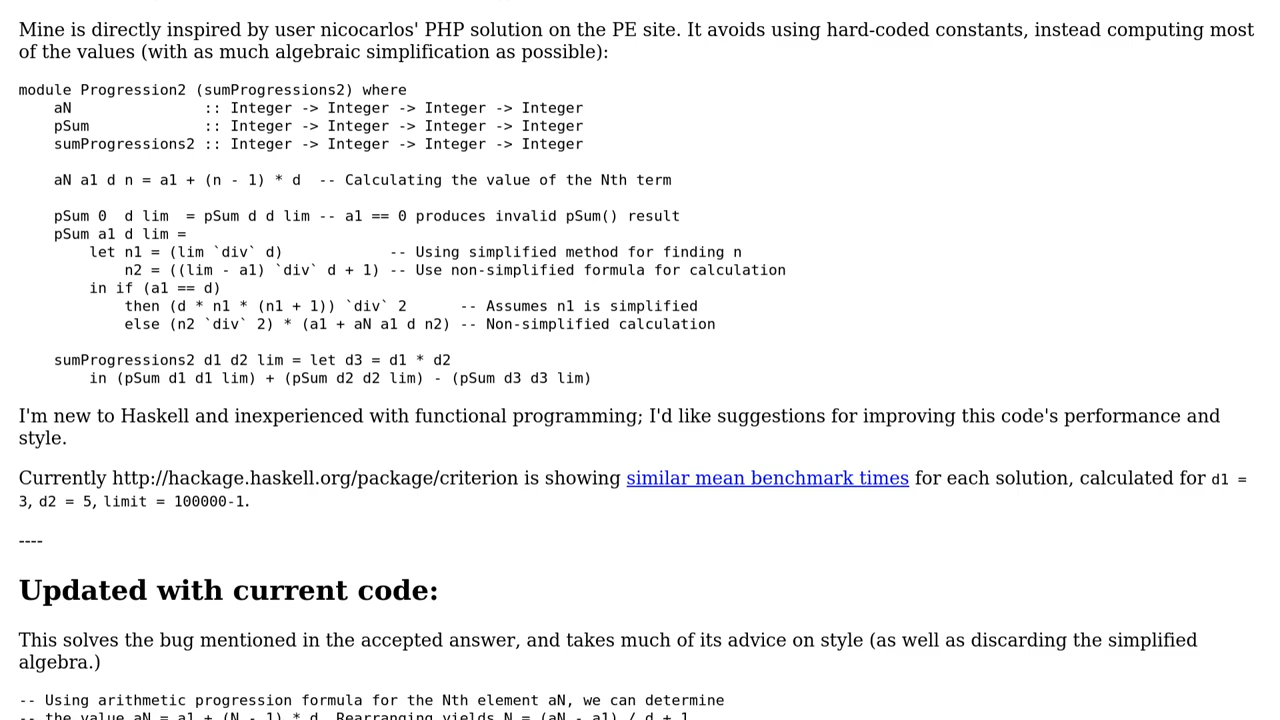 Mine is directly inspired by user nicocarlos' PHP solution on the PE site. It avoids using hard-coded constants, instead computing most
of the values (with as much algebraic simplification as possible):
module Progression2 (sumProgressions2) where
    aN               :: Integer -> Integer -> Integer -> Integer
    pSum             :: Integer -> Integer -> Integer -> Integer
    sumProgressions2 :: Integer -> Integer -> Integer -> Integer
    aN a1 d n = a1 + (n - 1) * d  -- Calculating the value of the Nth term
    pSum 0  d lim  = pSum d d lim -- a1 == 0 produces invalid pSum() result
    pSum a1 d lim =
        let n1 = (lim `div` d)            -- Using simplified method for finding n
            n2 = ((lim - a1) `div` d + 1) -- Use non-simplified formula for calculation
        in if (a1 == d)
            then (d * n1 * (n1 + 1)) `div` 2      -- Assumes n1 is simplified
            else (n2 `div` 2) * (a1 + aN a1 d n2) -- Non-simplified calculation
    sumProgressions2 d1 d2 lim = let d3 = d1 * d2
        in (pSum d1 d1 lim) + (pSum d2 d2 lim) - (pSum d3 d3 lim)
I'm new to Haskell and inexperienced with functional programming; I'd like suggestions for improving this code's performance and
style.
Currently http://hackage.haskell.org/package/criterion is showing similar mean benchmark times for each solution, calculated for d1 =
3, d2 = 5, limit = 100000-1.
----
Updated with current code:
This solves the bug mentioned in the accepted answer, and takes much of its advice on style (as well as discarding the simplified
algebra.)
-- Using arithmetic progression formula for the Nth element aN, we can determine
-- the value aN = a1 + (N - 1) * d. Rearranging yields N = (aN - a1) / d + 1